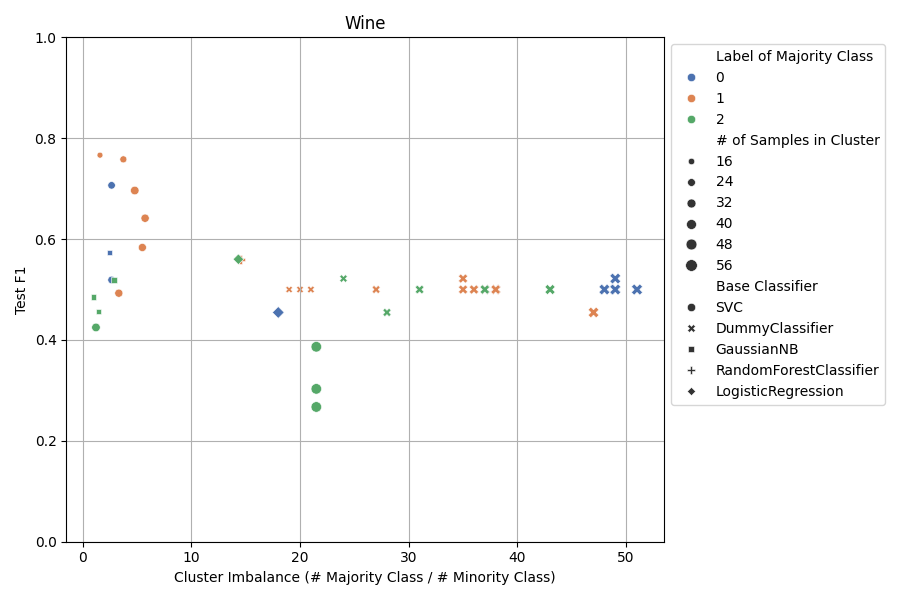 Wine
Test F1
1.0
0.8
0.6
0.4
0.2
0.0
0
10
20
30
40
50
Cluster Imbalance (# Majority Class / # Minority Class)
Label of Majority Class
0
1
2
# of Samples in Cluster
16
24
32
40
48
56
Base Classifier
SVC
DummyClassifier
GaussianNB
RandomForestClassifier
LogisticRegression